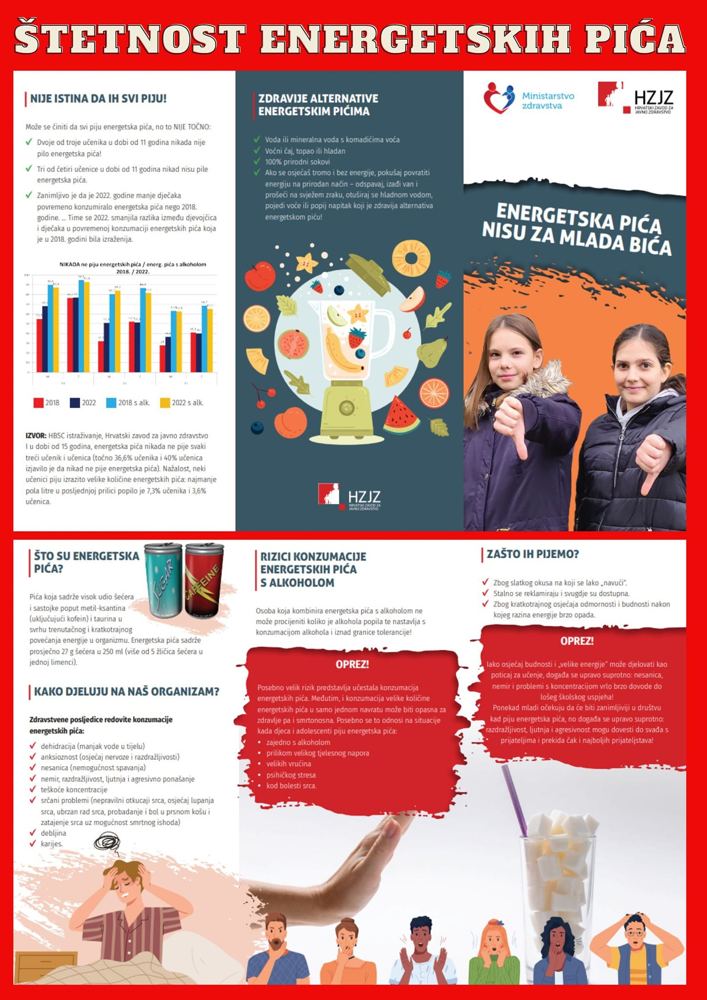 ŠTETNOST ENERGETSKIH PIĆA
NIJE ISTINA DA IH SVI PIJU!
Može se činiti da svi piju energetska pića, no to NIJE TOČNO:
✓ Dvoje od troje učenika u dobi od 11 godina nikada nije
pilo energetska pića!
✓ Tri od četiri učenice u dobi od 11 godina nikad nisu pile
energetska pića.
✓ Zanimljivo je da je 2022. godine manje dječaka
povremeno konzumiralo energetska pića nego 2018.
godine. ... Time se 2022. smanjila razlika između djevojčica
i dječaka u povremenoj konzumaciji energetskih pića koja
je u 2018. godini bila izraženija.
NIKADA ne piju energetskih pića / energ. pića s alkoholom
2018. / 2022.
2018 2022 2018 s alk. 2022 s alk.
IZVOR: HBSC istraživanje, Hrvatski zavod za javno zdravstvo
I u dobi od 15 godina, energetska pića nikada ne pije svaki
treći učenik i učenica (točno 36,6% učenika i 40% učenica
izjavilo je da nikad ne pije energetska pića). Nažalost, neki
učenici piju izrazito velike količine energetskih pića: najmanje
pola litre u posljednjoj prilici popilo je 7,3% učenika i 3,6%
učenica.
ZDRAVIJE ALTERNATIVE
ENERGETSKIM PIĆIMA
✓ Voda ili mineralna voda s komadićima voća
✓ Voćni čaj, topao ili hladan
✓ 100% prirodni sokovi
✓ Ako se osjećaš tromo i bez energije, pokušaj povratiti
energiju na prirodan način – odspavaj, izađi van i
prošeći na svježem zraku, otuširaj se hladnom vodom,
pojedi voće ili popij napitak koji je zdravija alternativa
energetskom piću!
HZJZ
HRVATSKI ZAVOD ZA
JAVNO ZDRAVSTVO
Ministarstvo
zdravstva
HZJZ
HRVATSKI ZAVOD ZA
JAVNO ZDRAVSTVO
ENERGETSKA PIĆA
NISU ZA MLADA BIĆA
ŠTO SU ENERGETSKA
PIĆA?
SUGAR
CAFFEINE
Pića koja sadrže visok udio šećera
i sastojke poput metil-ksantina
(uključujući kofein) i taurina u
svrhu trenutačnog i kratkotrajnog
povećanja energije u organizmu. Energetska pića sadrže
prosječno 27 g šećera u 250 ml (više od 5 žličica šećera u
jednoj limenci).
KAKO DJELUJU NA NAŠ ORGANIZAM?
Zdravstvene posljedice redovite konzumacije
energetskih pića:
✓ dehidracija (manjak vode u tijelu)
✓ anksioznost (osjećaj nervoze i razdražljivosti)
✓ nesanica (nemogućnost spavanja)
✓ nemir, razdražljivost, ljutnja i agresivno ponašanje
✓ teškoće koncentracije
✓ srčani problemi (nepravilni otkucaji srca, osjećaj lupanja
srca, ubrzan rad srca, probadanje i bol u prsnom košu i
zatajenje srca uz mogućnost smrtnog ishoda)
✓ debljina
✓ karijes.
RIZICI KONZUMACIJE
ENERGETSKIH PIĆA
S ALKOHOLOM
Osoba koja kombinira energetska pića s alkoholom ne
može procijeniti koliko je alkohola popila te nastavlja s
konzumacijom alkohola i iznad granice tolerancije!
OPREZ!
Posebno velik rizik predstavlja učestala konzumacija
energetskih pića. Međutim, i konzumacija velike količine
energetskih pića u samo jednom navratu može biti opasna za
zdravlje pa i smrtonosna. Posebno se to odnosi na situacije
kada djeca i adolescenti piju energetska pića:
• zajedno s alkoholom
• prilikom velikog tjelesnog napora
• velikih vrućina
• psihičkog stresa
• kod bolesti srca.
ZAŠTO IH PIJEMO?
✓ Zbog slatkog okusa na koji se lako „navući“.
✓ Stalno se reklamiraju i svugdje su dostupna.
✓ Zbog kratkotrajnog osjećaja odmornosti i budnosti nakon
kojeg razina energije brzo opada.
OPREZ!
Iako osjećaj budnosti i „velike energije“ može djelovati kao
poticaj za učenje, događa se upravo suprotno: nesanica,
nemir i problemi s koncentracijom vrlo brzo dovode do
lošeg školskog uspjeha!
Ponekad mladi očekuju da će biti zanimljiviji u društvu
kad piju energetska pića, no događa se upravo suprotno:
razdražljivost, ljutnja i agresivnost mogu dovesti do svađa s
prijateljima i prekida čak i najboljih prijateljstava!